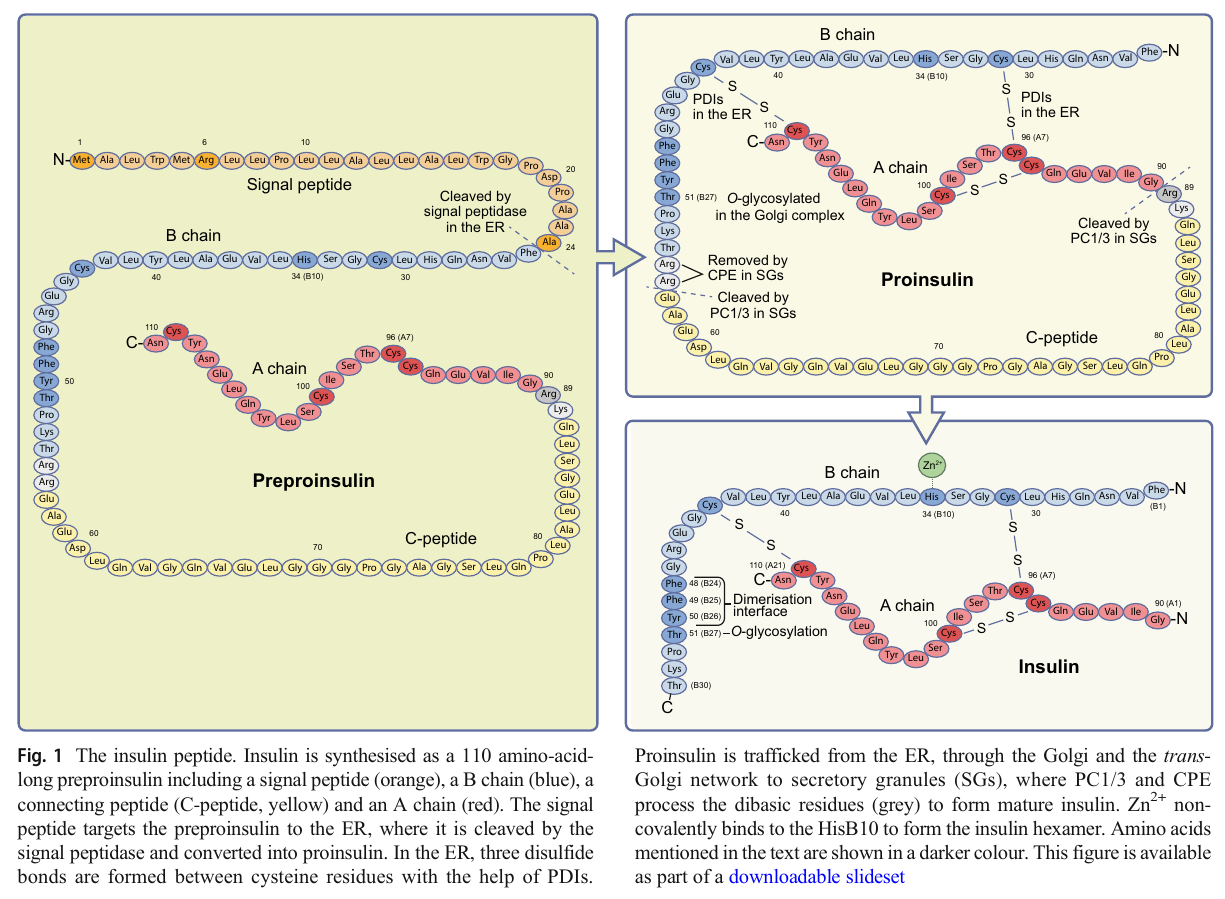 1 6 10
N- Met Ala Leu Trp Met Arg Leu Leu Pro Leu Leu Ala Leu Leu Ala Leu Trp Gly Pro
Signal peptide
Asp 20
Pro
Ala
Ala
Ala 24
Cleaved by
signal peptidase
in the ER
B chain
Cys Val Leu Tyr Leu Ala Glu Val Leu His Ser Gly Cys Leu His Gln Asn Val Phe
40 34 (B10) 30
Gly
Glu
Arg
Gly
Phe
Phe
Tyr 50
Thr
Pro
Lys
Thr
Arg
Arg
Glu
Ala
Glu
Asp 60
Leu Gln Val Gly Gln Val Glu Leu Gly Gly Gly Pro Gly Ala Gly Ser Leu Gln Pro
70 80
C-peptide
Leu
Ala
Leu
Glu
Gly
Ser
Leu
Gln
Lys
Arg 89
110 96 (A7)
C- Asn Cys Tyr Asn Glu Leu Gln Tyr Leu Ser Cys Ile Ser Thr Cys Cys Gln Glu Val Ile Gly
100 90
A chain
Preproinsulin
B chain
Cys Val Leu Tyr Leu Ala Glu Val Leu His Ser Gly Cys Leu His Gln Asn Val Phe -N
40 34 (B10) 30
Gly
Glu
Arg
Gly
Phe
Phe
Tyr
Thr 51 (B27)
Pro
Lys
Thr
Arg
Arg
Glu
Ala
Glu 60
Asp
Leu Gln Val Gly Gln Val Glu Leu Gly Gly Gly Pro Gly Ala Gly Ser Leu Gln Pro
70 80
C-peptide
Leu
Ala
Leu
Glu
Gly
Ser
Leu
Gln
Lys
Arg 89
S
S
PDIs
in the ER
S
S
PDIs
in the ER
110 96 (A7)
C- Asn Cys Tyr Asn Glu Leu Gln Tyr Leu Ser Cys Ile Ser Thr Cys Cys Gln Glu Val Ile Gly
100 90
S S
A chain
O-glycosylated
in the Golgi complex
Cleaved by
PC1/3 in SGs
Removed by
CPE in SGs
Cleaved by
PC1/3 in SGs
Proinsulin
Zn2+
B chain
Cys Val Leu Tyr Leu Ala Glu Val Leu His Ser Gly Cys Leu His Gln Asn Val Phe -N
40 34 (B10) 30 (B1)
Gly
Glu
Arg
Gly
Phe 48 (B24)
Phe 49 (B25)
Tyr 50 (B26)
Dimerisation
interface
Thr 51 (B27) O-glycosylation
Pro
Lys
Thr (B30)
C
S
S
S
S
110 (A21) 96 (A7)
C- Asn Cys Tyr Asn Glu Leu Gln Tyr Leu Ser Cys Ile Ser Thr Cys Cys Gln Glu Val Ile Gly -N
100 90 (A1)
S S
A chain
Insulin
Fig. 1 The insulin peptide. Insulin is synthesised as a 110 amino-acid-
long preproinsulin including a signal peptide (orange), a B chain (blue), a
connecting peptide (C-peptide, yellow) and an A chain (red). The signal
peptide targets the preproinsulin to the ER, where it is cleaved by the
signal peptidase and converted into proinsulin. In the ER, three disulfide
bonds are formed between cysteine residues with the help of PDIs.
Proinsulin is trafficked from the ER, through the Golgi and the trans-
Golgi network to secretory granules (SGs), where PC1/3 and CPE
process the dibasic residues (grey) to form mature insulin. Zn2+ non-
covalently binds to the HisB10 to form the insulin hexamer. Amino acids
mentioned in the text are shown in a darker colour. This figure is available
as part of a downloadable slideset